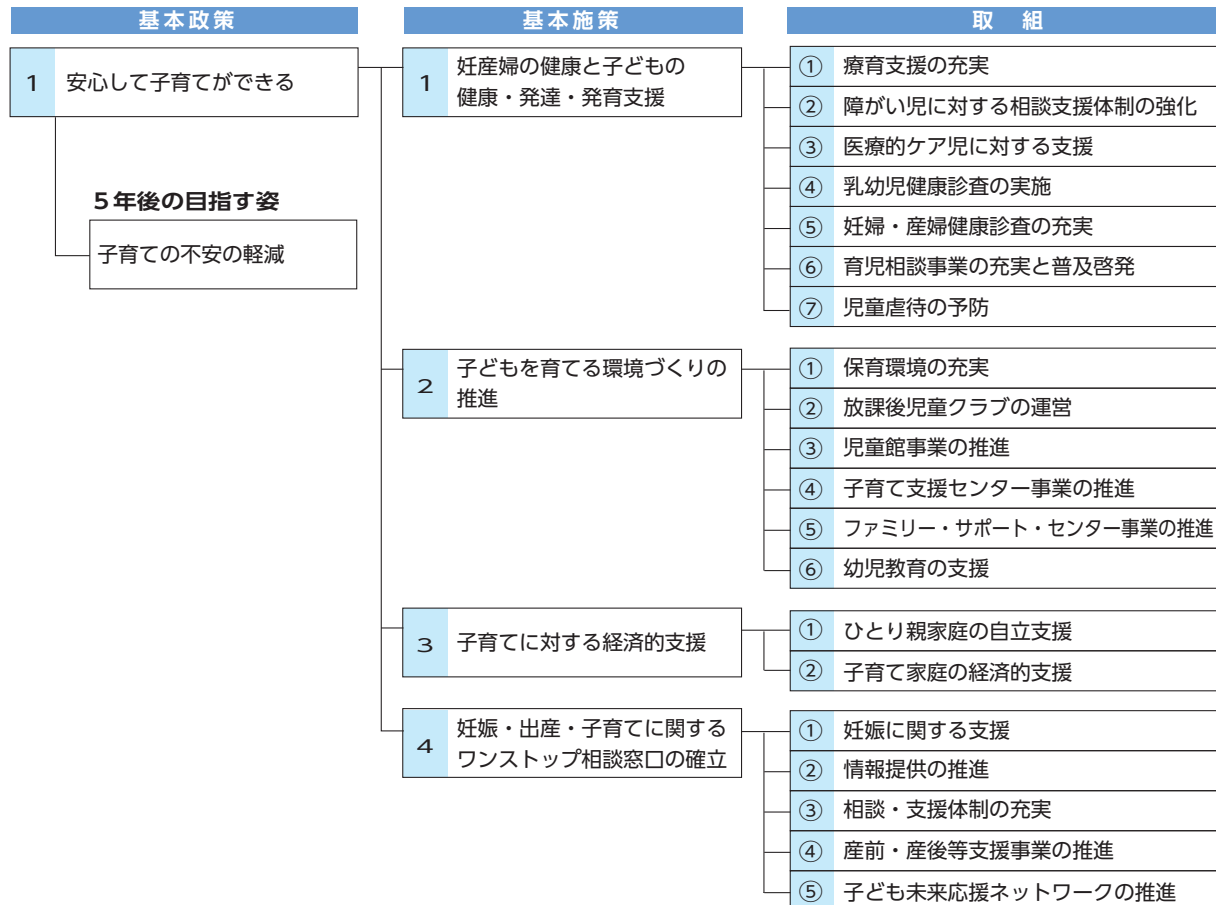 基本政策
基本施策
取 組
1 安心して子育てができる
5年後の目指す姿
子育ての不安の軽減
1 妊産婦の健康と子どもの
健康・発達・発育支援
① 療育支援の充実
② 障がい児に対する相談支援体制の強化
③ 医療的ケア児に対する支援
④ 乳幼児健康診査の実施
⑤ 妊婦・産婦健康診査の充実
⑥ 育児相談事業の充実と普及啓発
⑦ 児童虐待の予防
2 子どもを育てる環境づくりの
推進
① 保育環境の充実
② 放課後児童クラブの運営
③ 児童館事業の推進
④ 子育て支援センター事業の推進
⑤ ファミリー・サポート・センター事業の推進
⑥ 幼児教育の支援
3 子育てに対する経済的支援
① ひとり親家庭の自立支援
② 子育て家庭の経済的支援
4 妊娠・出産・子育てに関する
ワンストップ相談窓口の確立
① 妊娠に関する支援
② 情報提供の推進
③ 相談・支援体制の充実
④ 産前・産後等支援事業の推進
⑤ 子ども未来応援ネットワークの推進